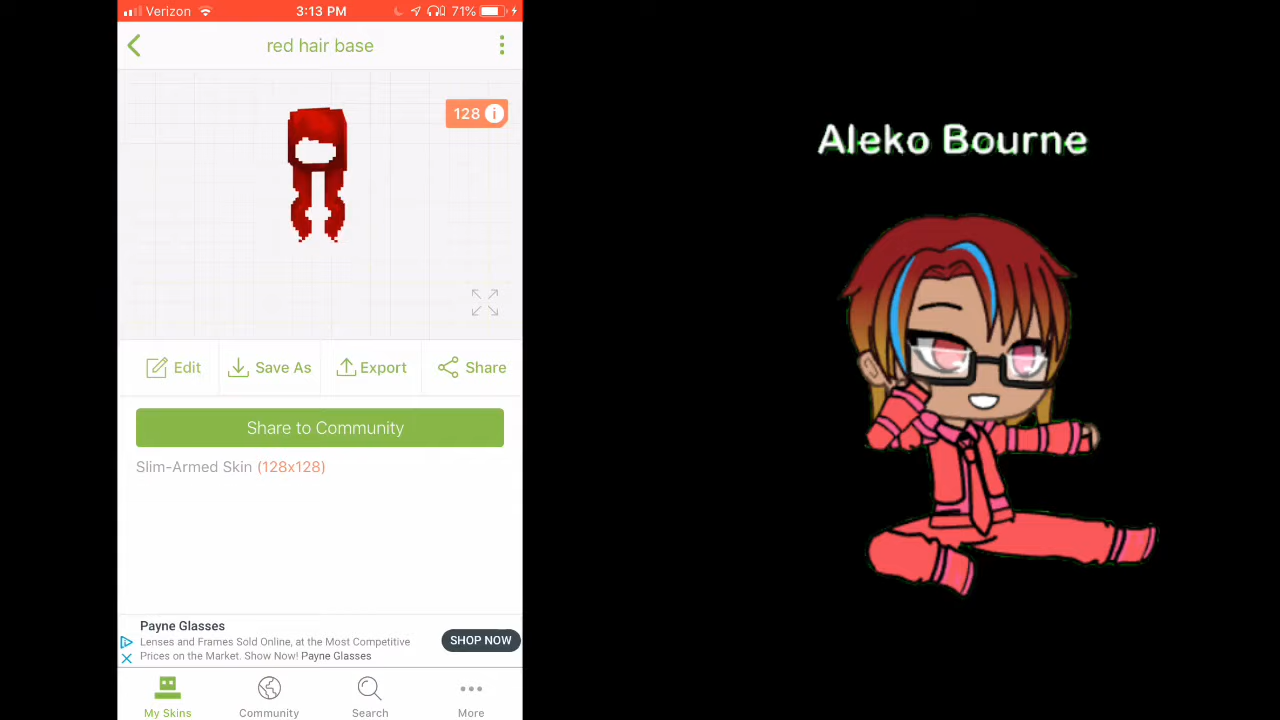 Verizon 3:13 PM 71%
red hair base
128 i
Edit Save As Export Share
Share to Community
Slim-Armed Skin (128x128)
Payne Glasses
Lenses and Frames Sold Online, at the Most Competitive
Prices on the Market. Show Now! Payne Glasses
SHOP NOW
My Skins Community Search More
Aleko Bourne